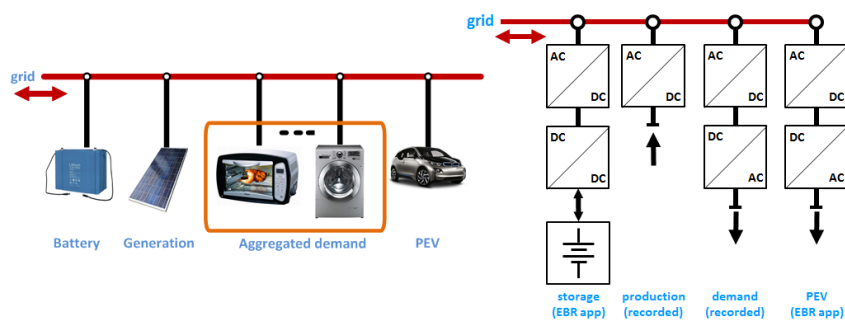 grid
Battery
Generation
Aggregated demand
PEV
grid
AC
DC
AC
DC
AC
DC
AC
DC
DC
DC
DC
AC
DC
AC
storage
(EBR app)
production
(recorded)
demand
(recorded)
PEV
(EBR app)